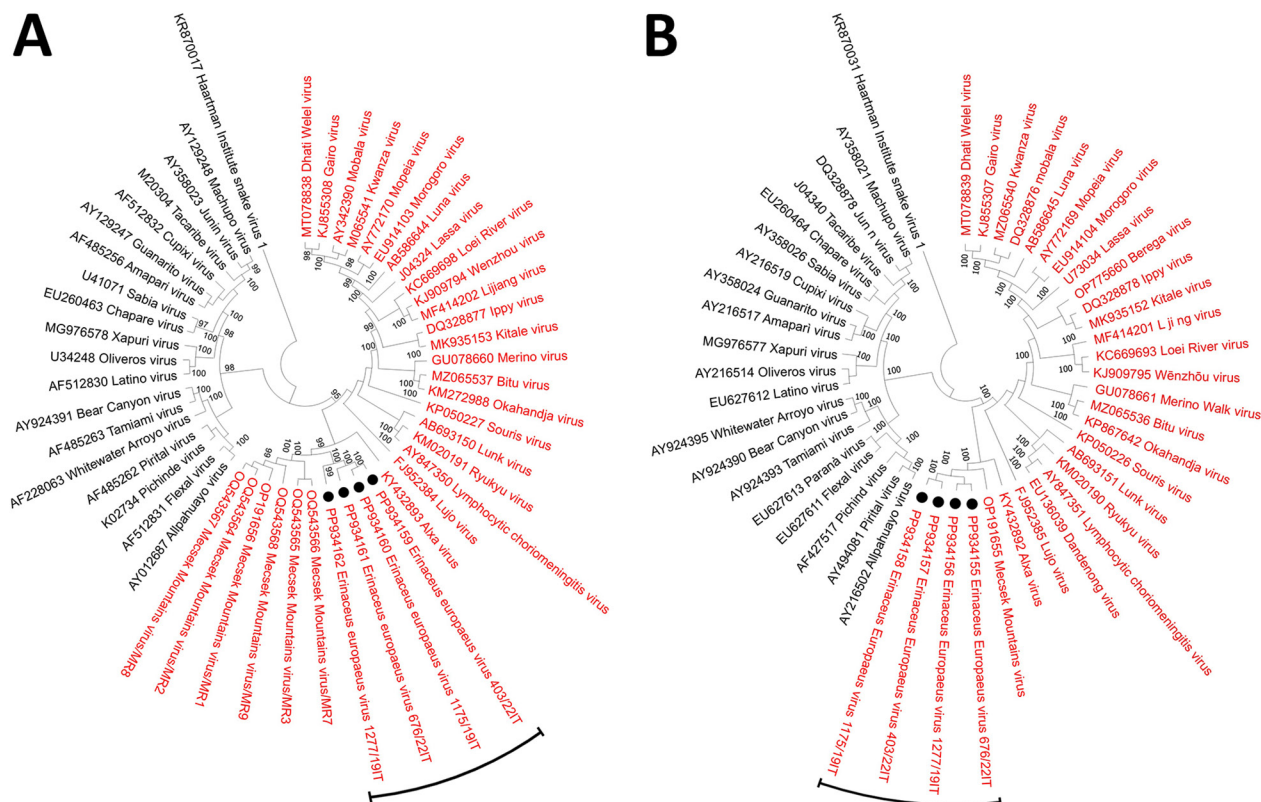 A
KR870017 Haartman Institute snake virus 1
AY129248 Machupo virus
AY358023 Junin virus
M20304 Tacaribe virus
AF512832 Cupixi virus
AY129247 Guanarito virus
AF485256 Amapari virus
U41071 Sabia virus
EU260463 Chapare virus
MG976578 Xapuri virus
U34248 Oliveros virus
AF512830 Latino virus
AY924391 Bear Canyon virus
AF485263 Tamiami virus
AF228063 Whitewater Arroyo virus
AF485262 Pirital virus
K02734 Pichinde virus
AF512831 Flexal virus
AY012687 Allpahuayo virus
OQ543567 Mecsek Mountains virus/MR8
OQ543564 Mecsek Mountains virus/MR2
OP191656 Mecsek Mountains virus/MR1
OQ543568 Mecsek Mountains virus/MR9
OQ543565 Mecsek Mountains virus/MR3
OQ543566 Mecsek Mountains virus/MR7
PP934162 Erinaceus europaeus virus 1277/19IT
PP934161 Erinaceus europaeus virus 676/22IT
PP934160 Erinaceus europaeus virus 1175/19IT
PP934159 Erinaceus europaeus virus 403/22IT
KY432893 Alxa virus
FJ952384 Lujo virus
AY847350 Lymphocytic choriomeningitis virus
KM020191 Ryukyu virus
AB693150 Lunk virus
KP050227 Souris virus
KM272988 Okahandja virus
MZ065537 Bitu virus
GU078660 Merino virus
MK935153 Kitale virus
DQ328877 Ippy virus
MF414202 Lijiang virus
KJ909794 Wenzhou virus
KC669698 Loei River virus
J04324 Lassa virus
AB586644 Luna virus
EU914103 Morogoro virus
AY772170 Mopeia virus
M065541 Kwanza virus
AY342390 Mobala virus
KJ855308 Gairo virus
MT078838 Dhati Welel virus
B
KR870031 Haartman Institute snake virus 1
AY358021 Machupo virus
DQ328878 Jun n virus
J04340 Tacaribe virus
EU260464 Chapare virus
AY358026 Sabia virus
AY216519 Cupixi virus
AY358024 Guanarito virus
AY216517 Amapari virus
MG976577 Xapuri virus
AY216514 Oliveros virus
EU627612 Latino virus
AY924395 Whitewater Arroyo virus
AY924390 Bear Canyon virus
AY924393 Tamiami virus
EU627613 Paranà virus
EU627611 Flexal virus
AF427517 Pichind virus
AY494081 Pirital virus
AY216502 Allpahuayo virus
PP934158 Erinaceus Europaeus virus 1175/19IT
PP934157 Erinaceus Europaeus virus 403/22IT
PP934156 Erinaceus Europaeus virus 1277/19IT
PP934155 Erinaceus Europaeus virus 676/22IT
OP191655 Mecsek Mountains virus
KY432892 Alxa virus
FJ952385 Lujo virus
EU136039 Dandenong virus
AY847351 Lymphocytic choriomeningitis virus
KM020190 Ryukyu virus
AB693151 Lunk virus
KP050226 Souris virus
KP867642 Okahandja virus
MZ065536 Bitu virus
GU078661 Merino Walk virus
KJ909795 Wēnzhōu virus
KC669693 Loei River virus
MF414201 L ji ng virus
MK935152 Kitale virus
DQ328878 Ippy virus
OP775660 Berega virus
U73034 Lassa virus
EU914104 Morogoro virus
AY772169 Mopeia virus
AB586645 Luna virus
DQ328876 mobala virus
MZ065540 Kwanza virus
KJ855307 Gairo virus
MT078839 Dhati Welel virus